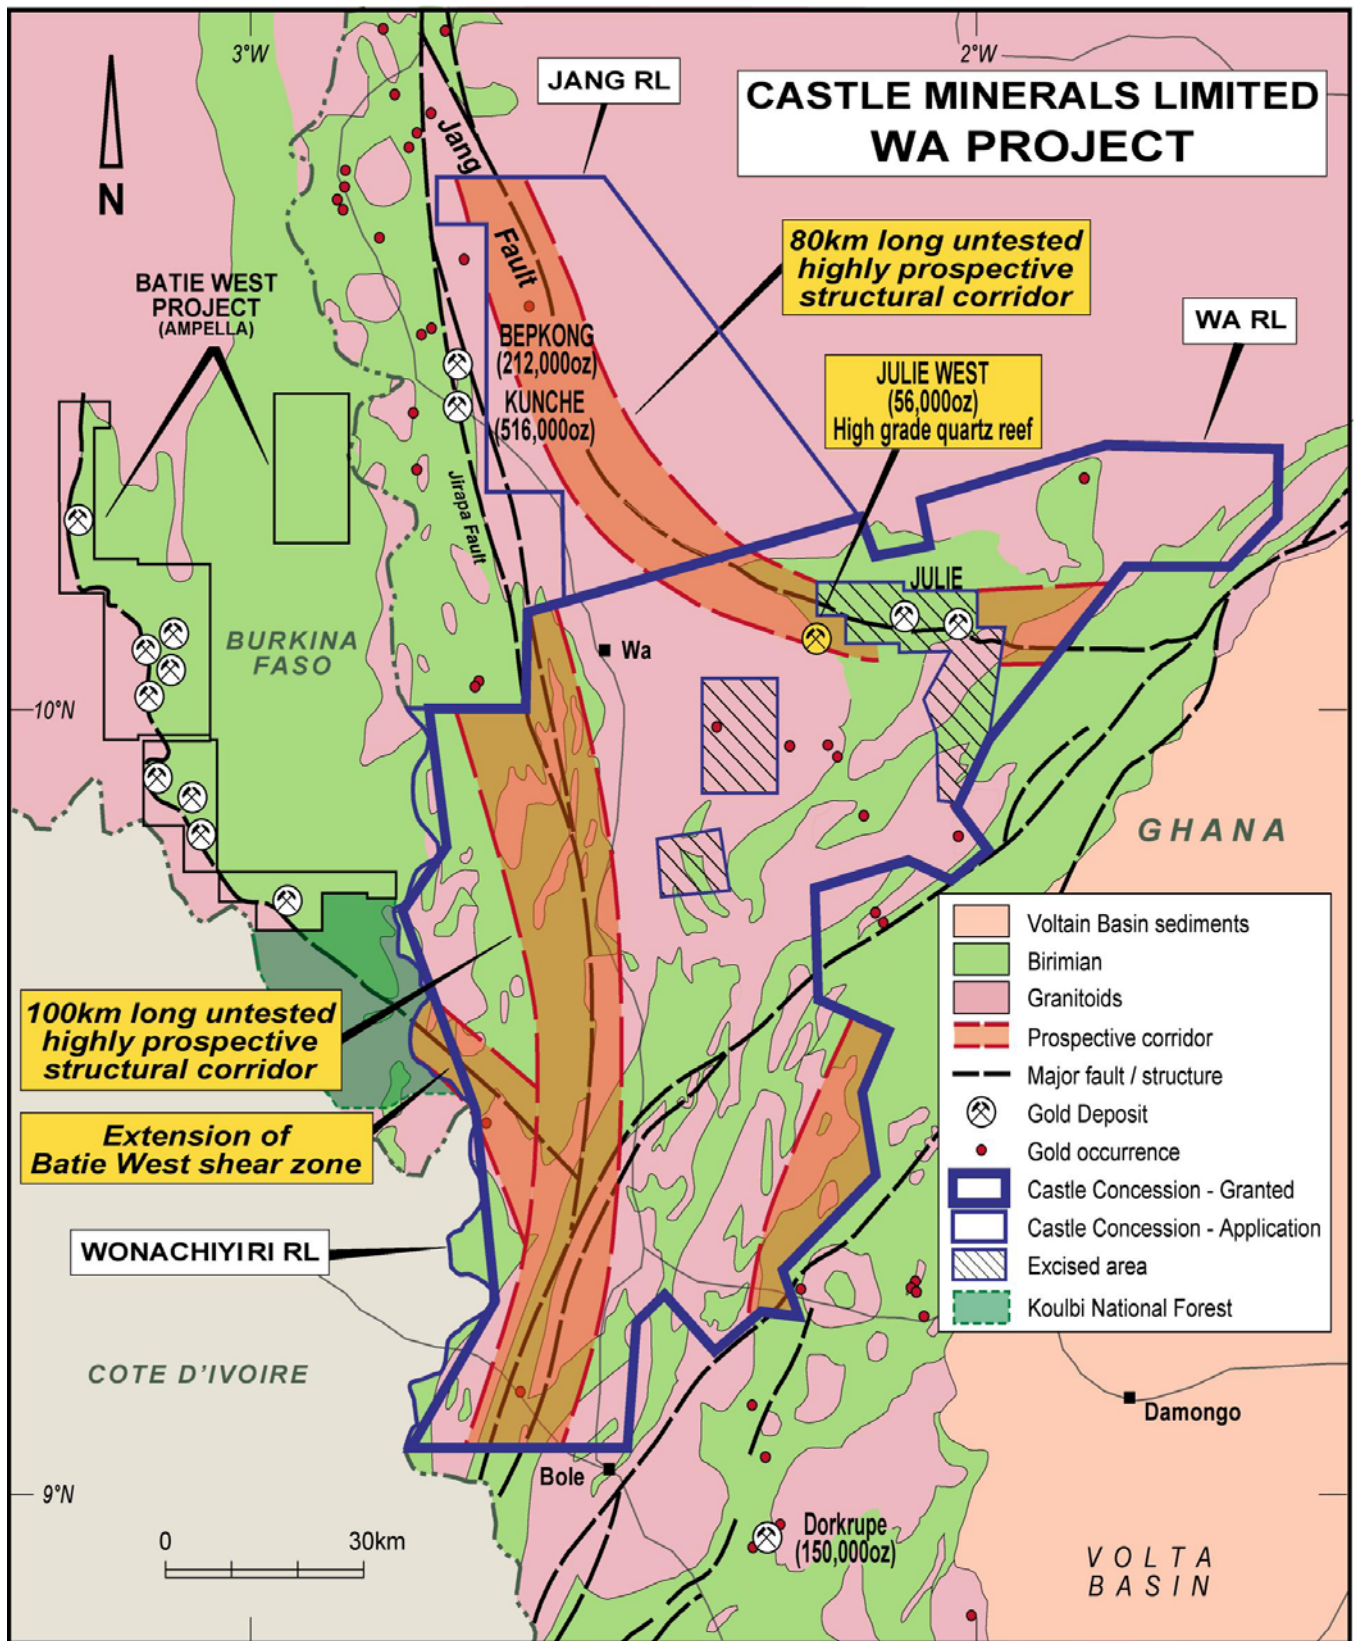 3°W
2°W
JANG RL
CASTLE MINERALS LIMITED
WA PROJECT
N
Jang
Fault
80km long untested
highly prospective
structural corridor
BATIE WEST
PROJECT
(AMPELLA)
WA RL
BEPKONG
(212,000oz)
KUNCHE
(516,000oz)
JULIE WEST
(56,000oz)
High grade quartz reef
Jirapa Fault
JULIE
BURKINA
FASO
Wa
10°N
GHANA
Voltain Basin sediments
Birimian
Granitoids
Prospective corridor
Major fault / structure
Gold Deposit
Gold occurrence
Castle Concession - Granted
Castle Concession - Application
Excised area
Koulbi National Forest
100km long untested
highly prospective
structural corridor
Extension of
Batie West shear zone
WONACHIYIRI RL
COTE D'IVOIRE
Damongo
Bole
9°N
Dorkrupe
(150,000oz)
0 30km
VOLTA
BASIN